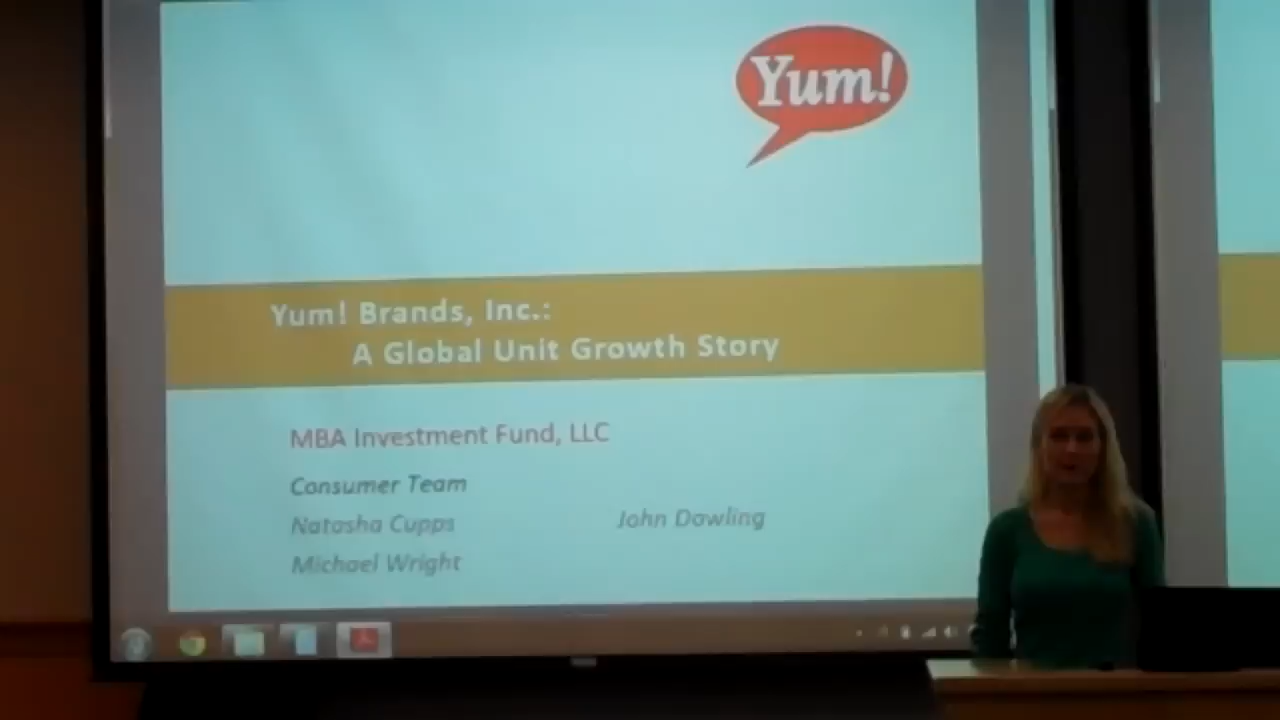 Yum!
Yum! Brands, Inc.:
A Global Unit Growth Story
MBA Investment Fund, LLC
Consumer Team
Natasha Cupps
John Dowling
Michael Wright